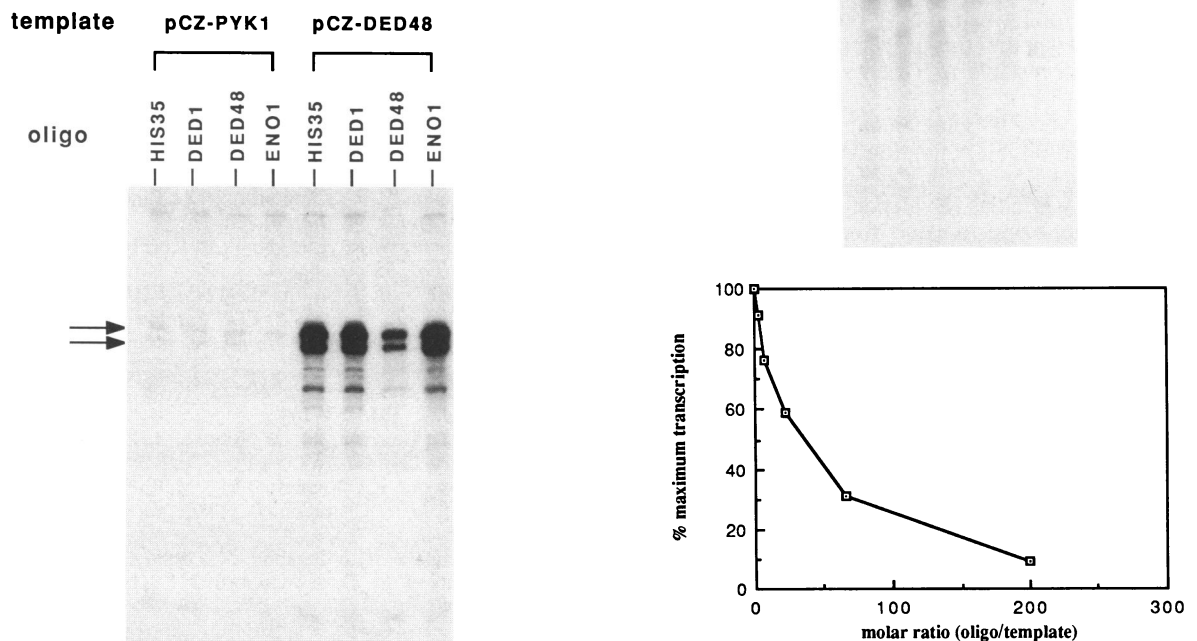 template pCZ-PYK1 pCZ-DED48
oligo HIS35 DED1 DED48 ENO1 HIS35 DED1 DED48 ENO1
% maximum transcription
100
80
60
40
20
0
0 100 200 300
molar ratio (oligo/template)